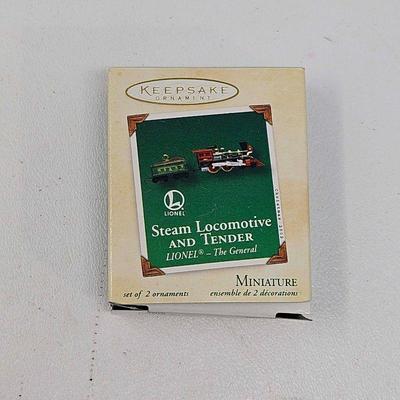 KEEPSAKE
ORNAMENT
LIONEL
Steam Locomotive
AND TENDER
LIONEL® – The General
MINIATURE
set of 2 ornaments
ensemble de 2 décorations